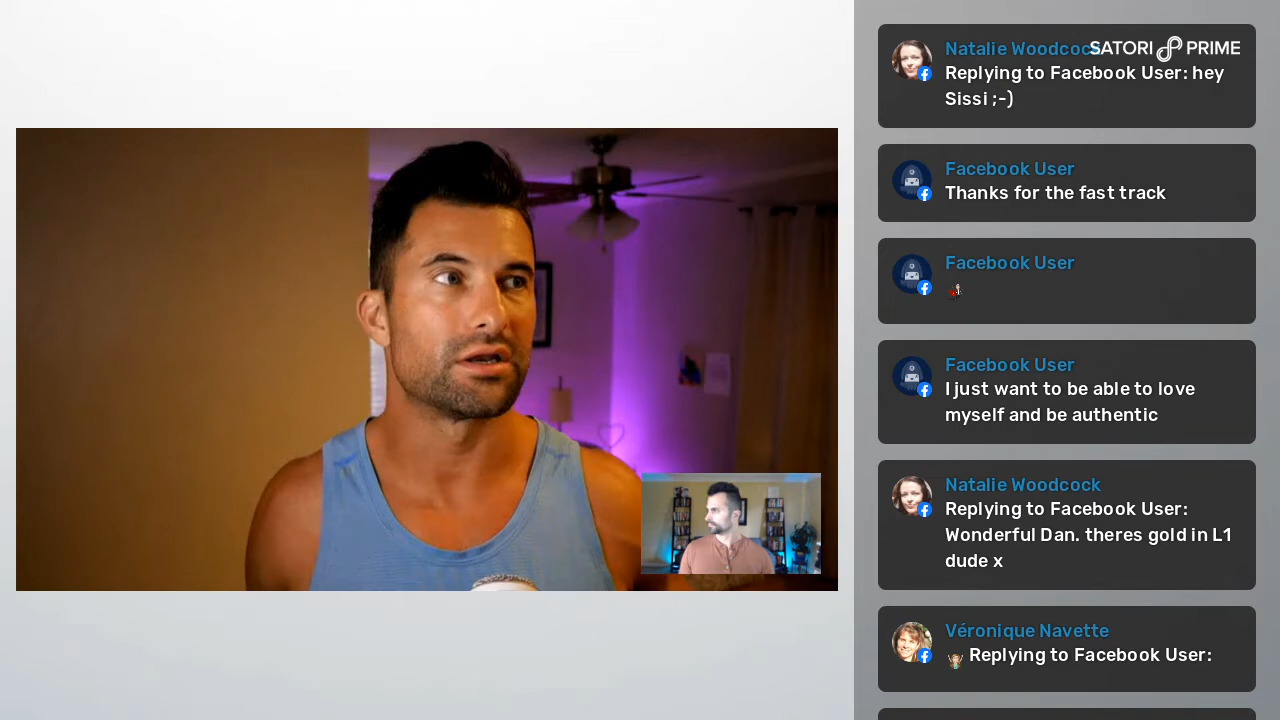 Natalie Woodcock
SATORI PRIME
Replying to Facebook User: hey
Sissi ;-)
Facebook User
Thanks for the fast track
Facebook User
Facebook User
I just want to be able to love
myself and be authentic
Natalie Woodcock
Replying to Facebook User:
Wonderful Dan. theres gold in L1
dude x
Véronique Navette
Replying to Facebook User: